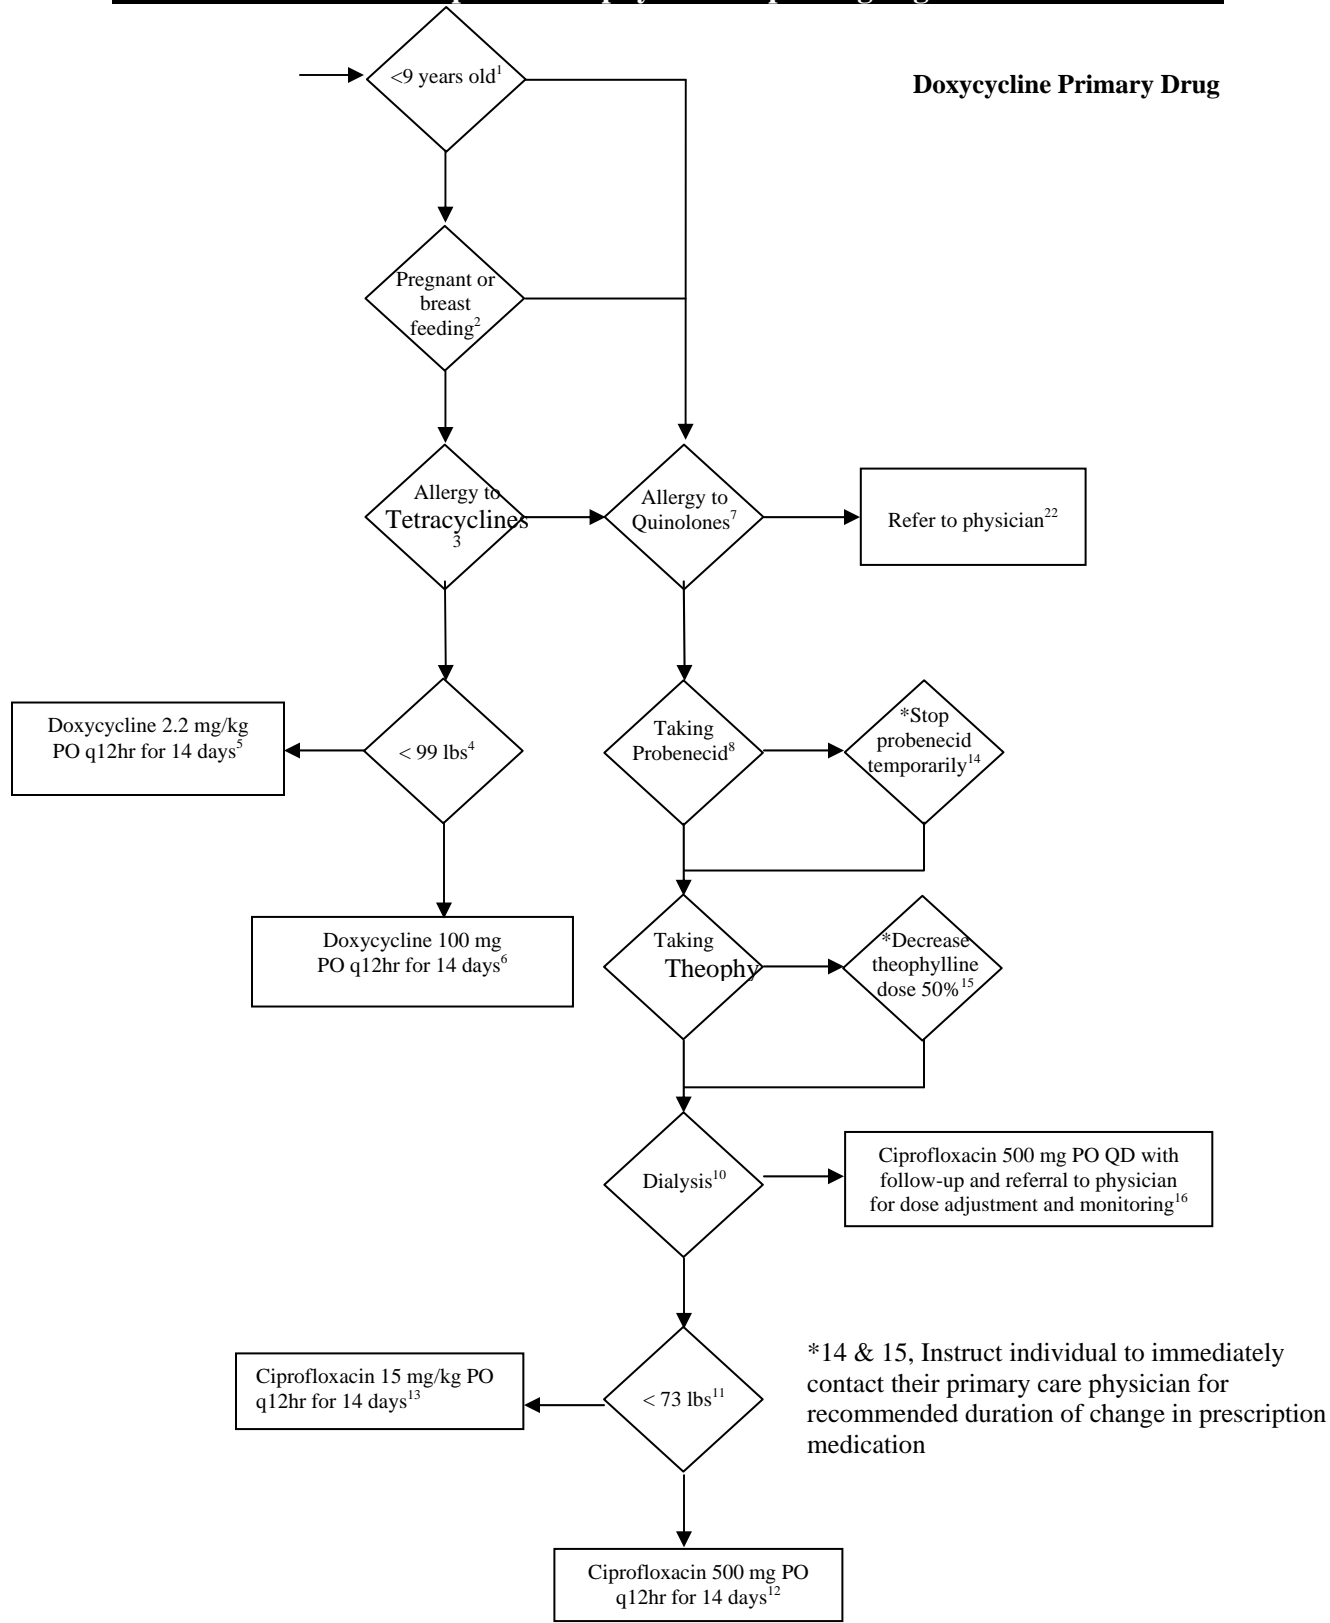 <9 years old1
Doxycycline Primary Drug
Pregnant or
breast
feeding2
Allergy to
Tetracyclines
3
Allergy to
Quinolones7
Refer to physician22
Doxycycline 2.2 mg/kg
PO q12hr for 14 days5
< 99 lbs4
Taking
Probenecid8
*Stop
probenecid
temporarily14
Doxycycline 100 mg
PO q12hr for 14 days6
Taking
Theophy
*Decrease
theophylline
dose 50%15
Dialysis10
Ciprofloxacin 500 mg PO QD with
follow-up and referral to physician
for dose adjustment and monitoring16
Ciprofloxacin 15 mg/kg PO
q12hr for 14 days13
< 73 lbs11
*14 & 15, Instruct individual to immediately
contact their primary care physician for
recommended duration of change in prescription
medication
Ciprofloxacin 500 mg PO
q12hr for 14 days12